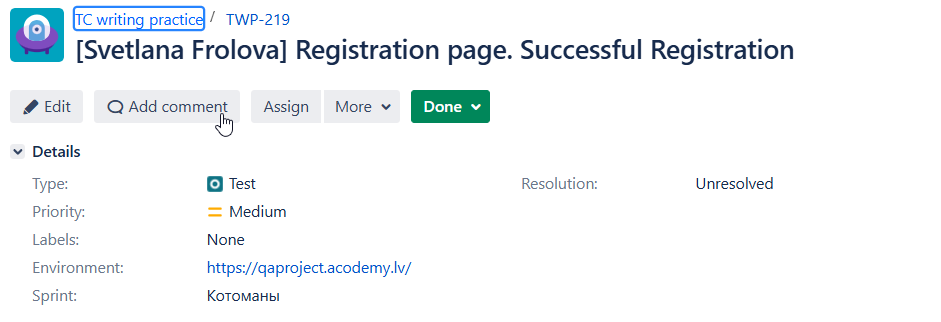 TC writing practice / TWP-219
[Svetlana Frolova] Registration page. Successful Registration
Edit Add comment Assign More Done
Details
Type: Test Resolution: Unresolved
Priority: Medium
Labels: None
Environment: https://qaproject.acodemy.lv/
Sprint: Котоманы